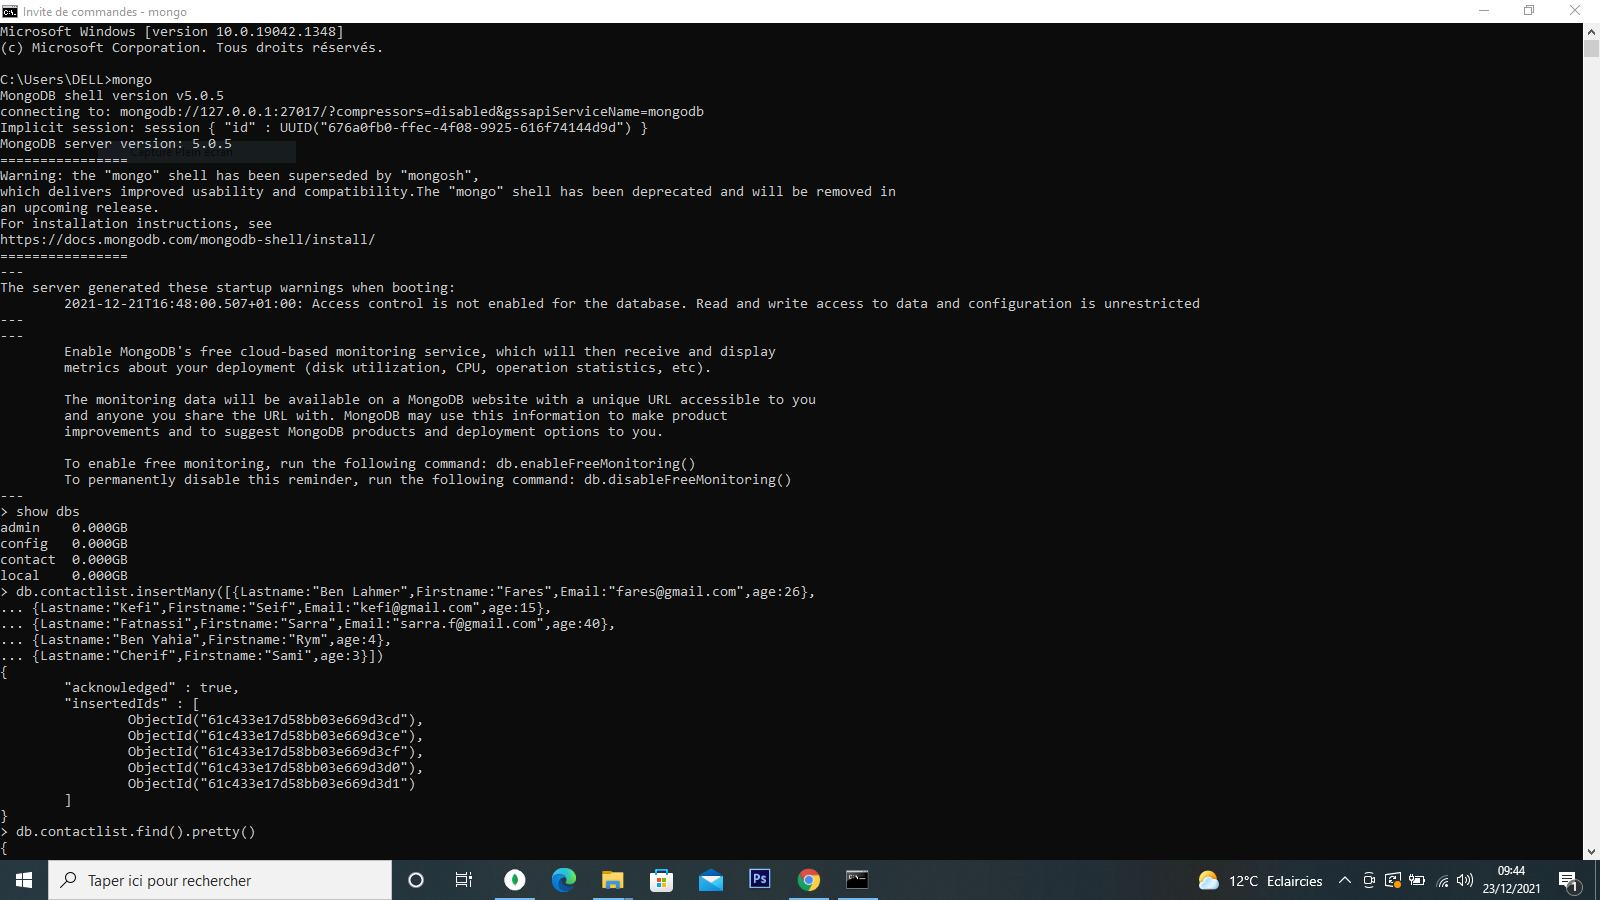 Invite de commandes - mongo
Microsoft Windows [version 10.0.19042.1348]
(c) Microsoft Corporation. Tous droits réservés.
C:\Users\DELL>mongo
MongoDB shell version v5.0.5
connecting to: mongodb://127.0.0.1:27017/?compressors=disabled&gssapiServiceName=mongodb
Implicit session: session { "id" : UUID("676a0fb0-ffec-4f08-9925-616f74144d9d") }
MongoDB server version: 5.0.5
================
Warning: the "mongo" shell has been superseded by "mongosh",
which delivers improved usability and compatibility.The "mongo" shell has been deprecated and will be removed in
an upcoming release.
For installation instructions, see
https://docs.mongodb.com/mongodb-shell/install/
================
---
The server generated these startup warnings when booting:
2021-12-21T16:48:00.507+01:00: Access control is not enabled for the database. Read and write access to data and configuration is unrestricted
---
---
Enable MongoDB's free cloud-based monitoring service, which will then receive and display
metrics about your deployment (disk utilization, CPU, operation statistics, etc).
The monitoring data will be available on a MongoDB website with a unique URL accessible to you
and anyone you share the URL with. MongoDB may use this information to make product
improvements and to suggest MongoDB products and deployment options to you.
To enable free monitoring, run the following command: db.enableFreeMonitoring()
To permanently disable this reminder, run the following command: db.disableFreeMonitoring()
---
> show dbs
admin 0.000GB
config 0.000GB
contact 0.000GB
local 0.000GB
> db.contactlist.insertMany([{Lastname:"Ben Lahmer",Firstname:"Fares",Email:"fares@gmail.com",age:26},
... {Lastname:"Kefi",Firstname:"Seif",Email:"kefi@gmail.com",age:15},
... {Lastname:"Fatnassi",Firstname:"Sarra",Email:"sarra.f@gmail.com",age:40},
... {Lastname:"Ben Yahia",Firstname:"Rym",age:4},
... {Lastname:"Cherif",Firstname:"Sami",age:3}])
{
"acknowledged" : true,
"insertedIds" : [
ObjectId("61c433e17d58bb03e669d3cd"),
ObjectId("61c433e17d58bb03e669d3ce"),
ObjectId("61c433e17d58bb03e669d3cf"),
ObjectId("61c433e17d58bb03e669d3d0"),
ObjectId("61c433e17d58bb03e669d3d1")
]
}
> db.contactlist.find().pretty()
{
Taper ici pour rechercher
Ps
12°C Eclaircies
09:44
23/12/2021
1